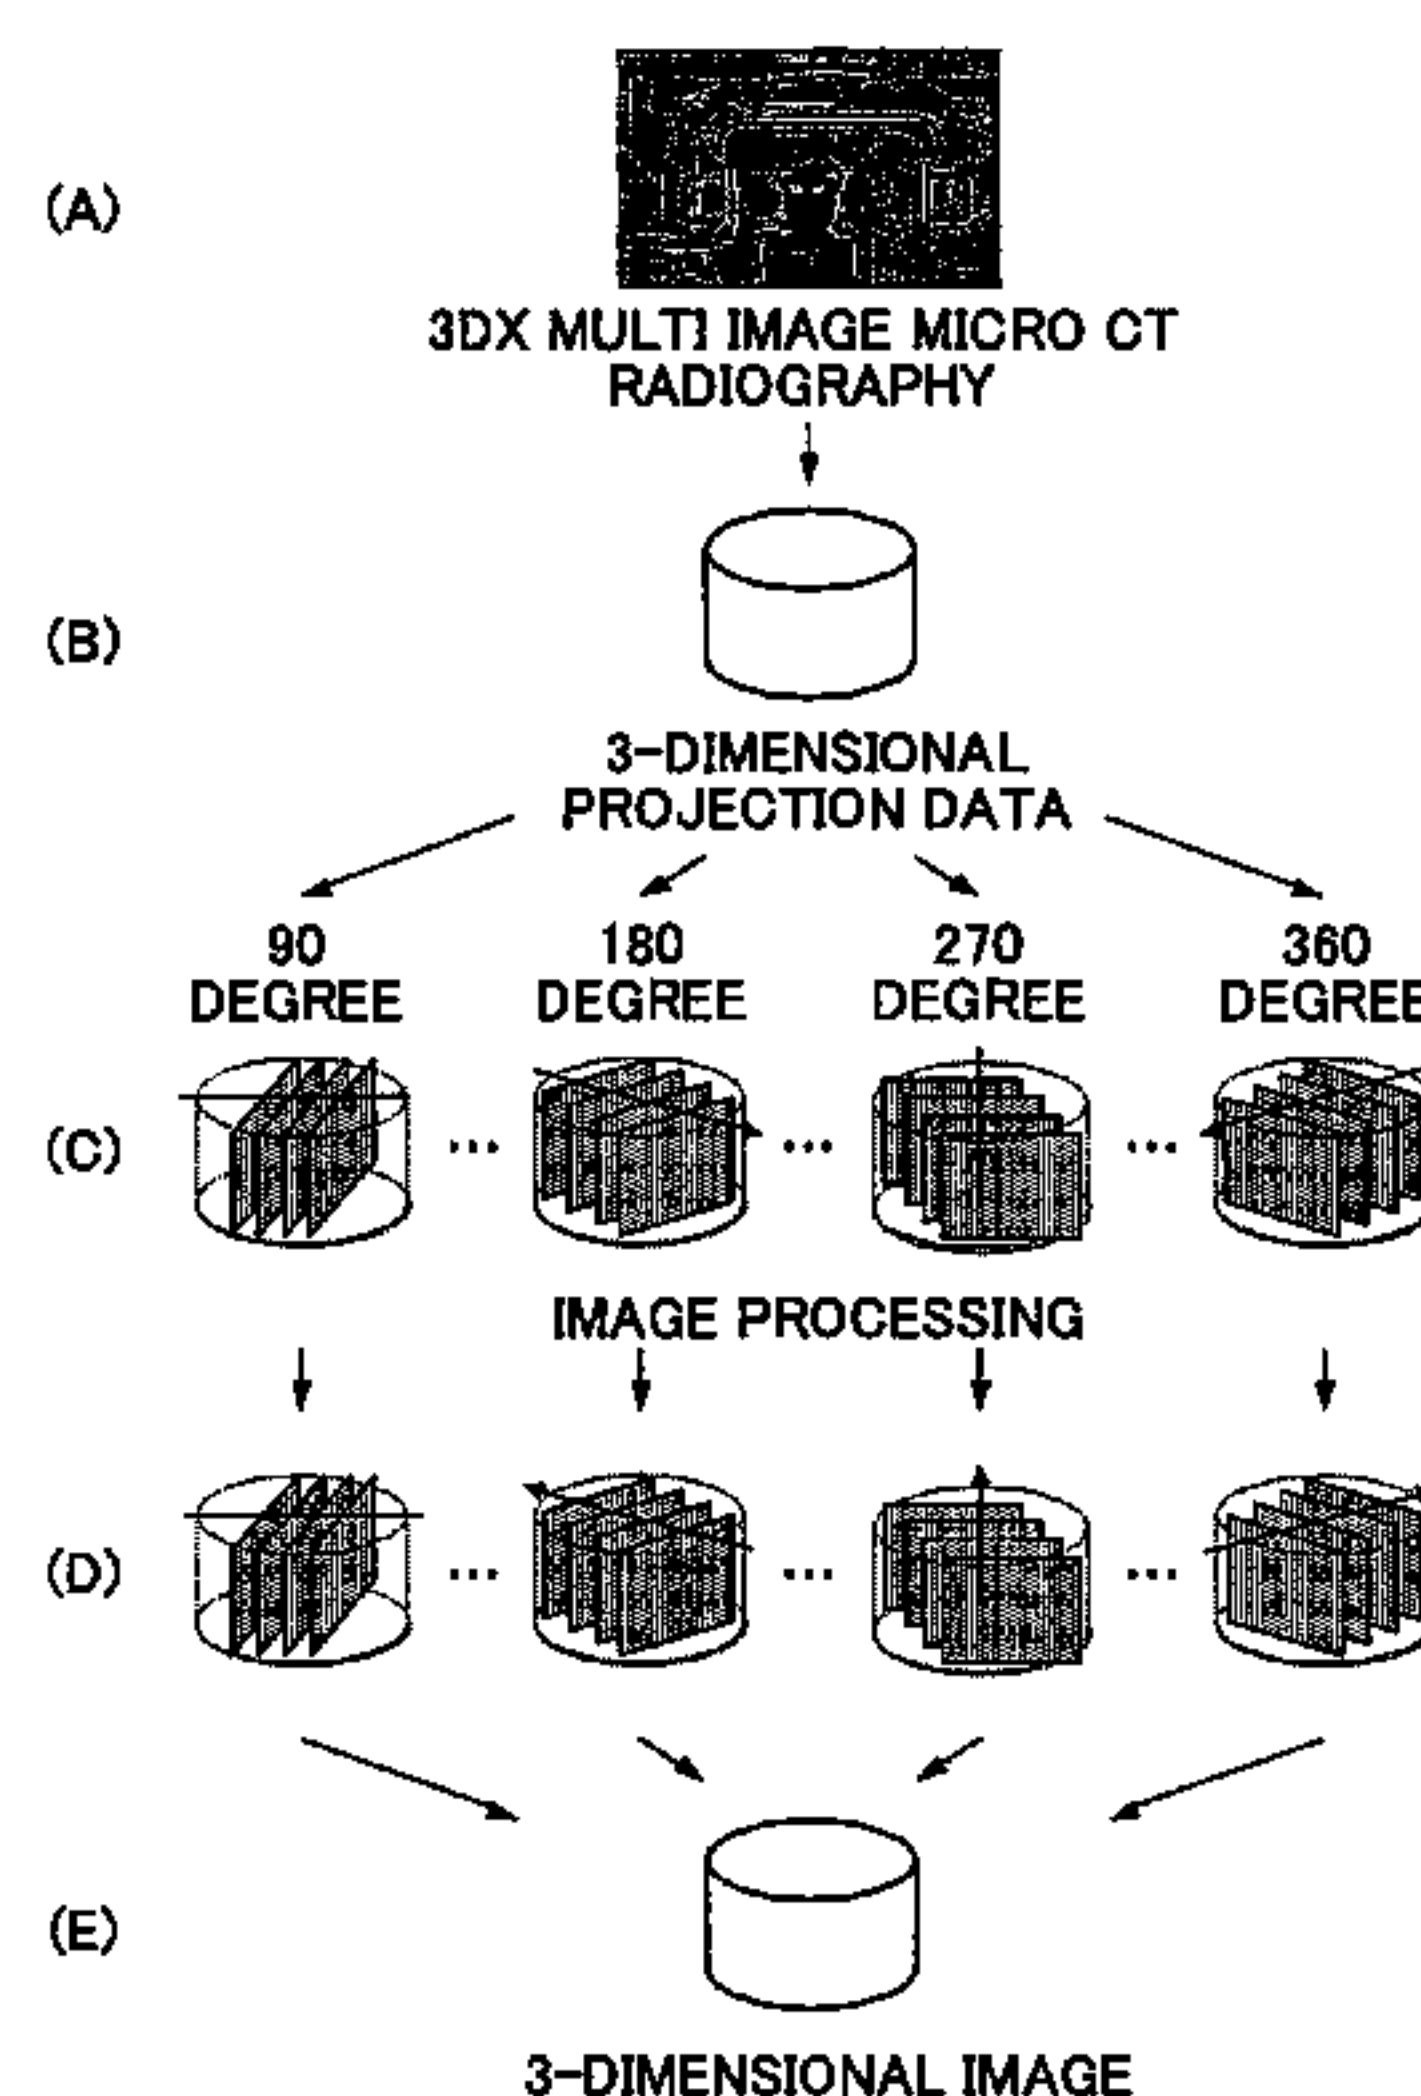 (A)
3DX MULTI IMAGE MICRO CT
RADIOGRAPHY
(B)
3-DIMENSIONAL
PROJECTION DATA
90 180 270 360
DEGREE DEGREE DEGREE DEGREE
(C) ... ... ...
IMAGE PROCESSING
(D) ... ... ...
(E)
3-DIMENSIONAL IMAGE